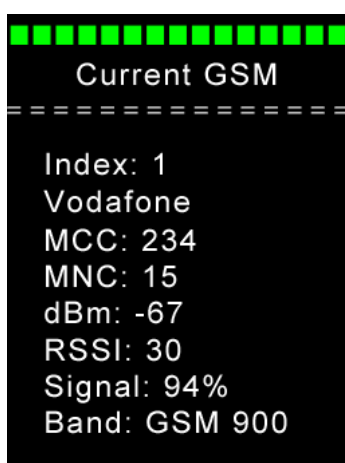 Current GSM
===============
Index: 1
Vodafone
MCC: 234
MNC: 15
dBm: -67
RSSI: 30
Signal: 94%
Band: GSM 900